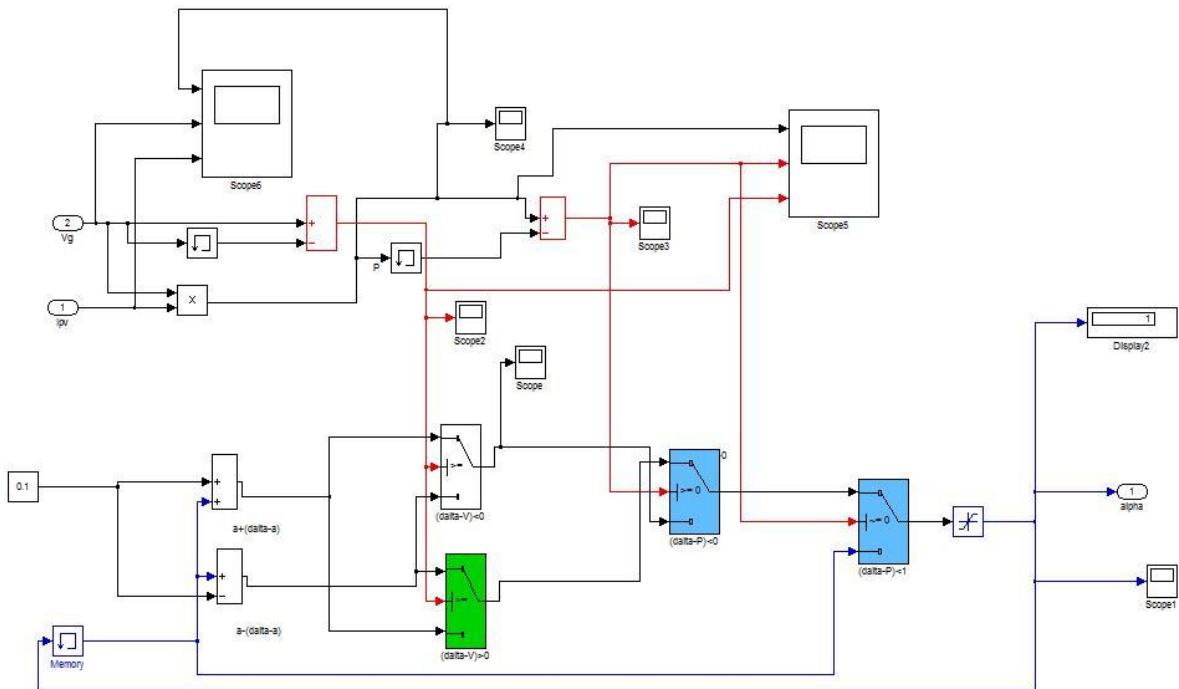 Scope6
Scope4
Scope5
2
Vg
+
−
+
−
Scope3
P
X
1
Ipv
Scope2
1
Display2
Scope
0.1
+
+
a+(dalta-a)
>=
(dalta-V)<0
>= 0
(dalta-P)<0
~= 0
(dalta-P)<1
1
alpha
+
−
a-(dalta-a)
>=
(dalta-V)>0
Scope1
Memory